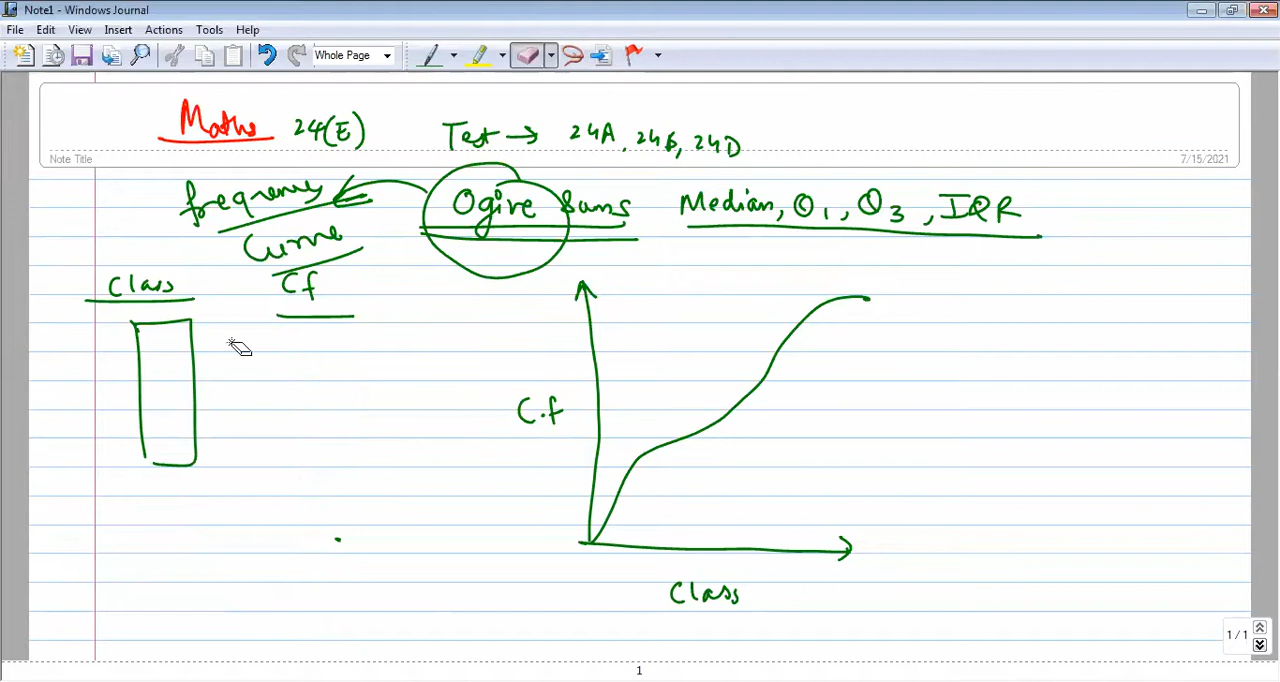 Note1 - Windows Journal
File Edit View Insert Actions Tools Help
Whole Page
Maths 24(E) Test → 24A, 24B, 24D
Note Title 7/15/2021
frequency Ogive Sums Median, Q1, Q3, IQR
Curve
Class Cf
C.f
Class
1/1
1